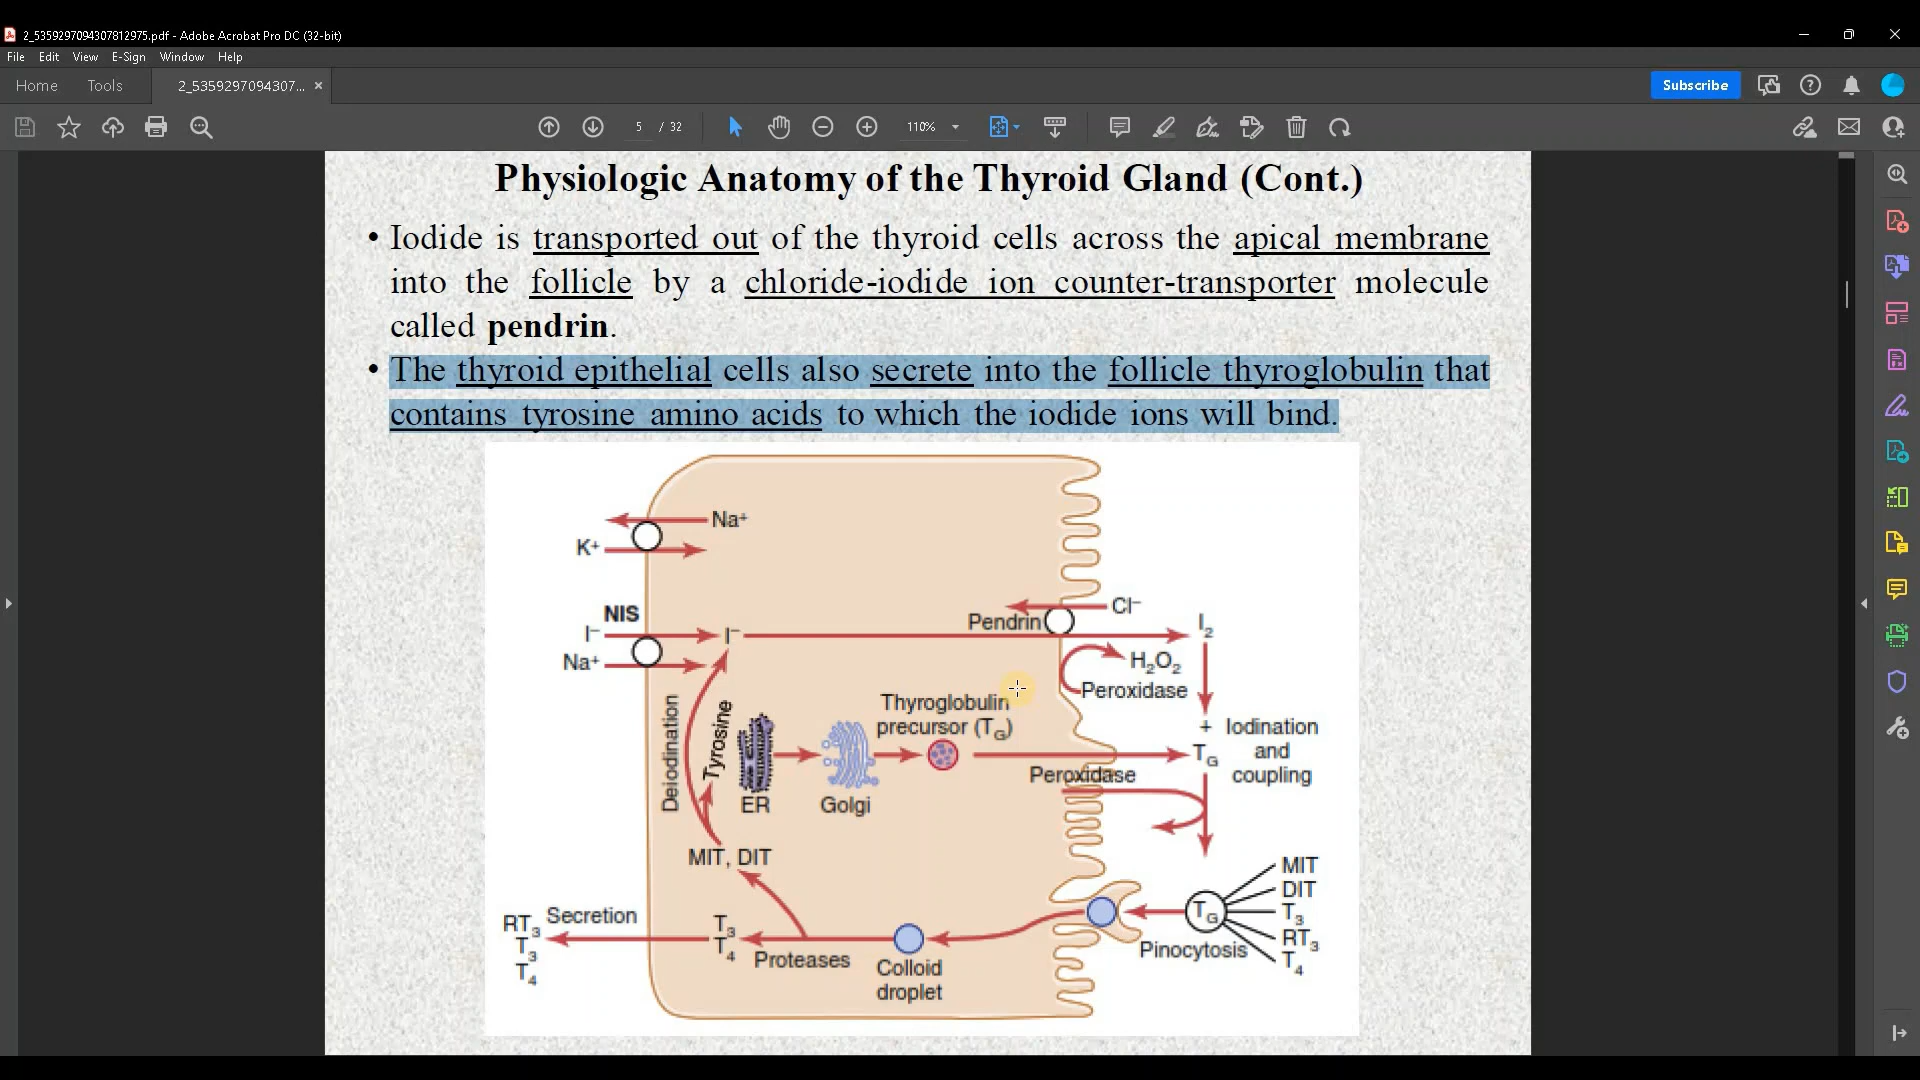 2_5359297094307812975.pdf - Adobe Acrobat Pro DC (32-bit)
File Edit View E-Sign Window Help
Home Tools 2_5359297094307... × Subscribe
5 / 32 110%
Physiologic Anatomy of the Thyroid Gland (Cont.)
• Iodide is transported out of the thyroid cells across the apical membrane
into the follicle by a chloride-iodide ion counter-transporter molecule
called pendrin.
• The thyroid epithelial cells also secrete into the follicle thyroglobulin that
contains tyrosine amino acids to which the iodide ions will bind.
Na⁺
K⁺
NIS
I⁻ I⁻
Na⁺
Pendrin
Cl⁻
I₂
H₂O₂
Peroxidase
Deiodination
Tyrosine
Thyroglobulin
precursor (T_G)
ER
Golgi
Peroxidase
+ Iodination
T_G and
coupling
MIT, DIT
MIT
DIT
T_G T₃
RT₃
T₄
Pinocytosis
Secretion
RT₃
T₃
T₄
T₃
T₄
Proteases
Colloid
droplet